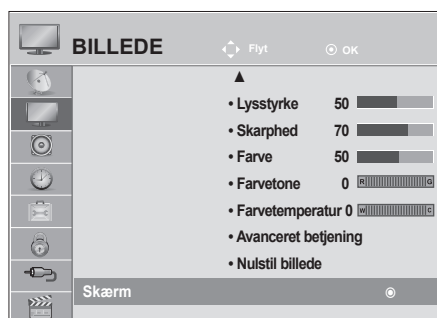 BILLEDE Flyt OK
• Lysstyrke 50
• Skarphed 70
• Farve 50
• Farvetone 0 R G
• Farvetemperatur 0 W C
• Avanceret betjening
• Nulstil billede
Skærm